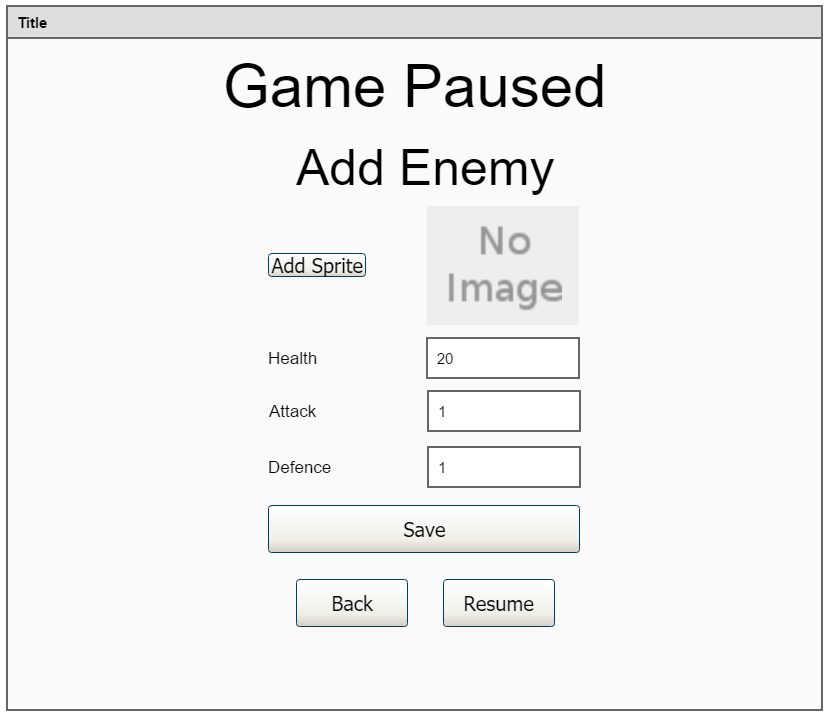 Title
Game Paused
Add Enemy
Add Sprite
No
Image
Health
20
Attack
1
Defence
1
Save
Back
Resume